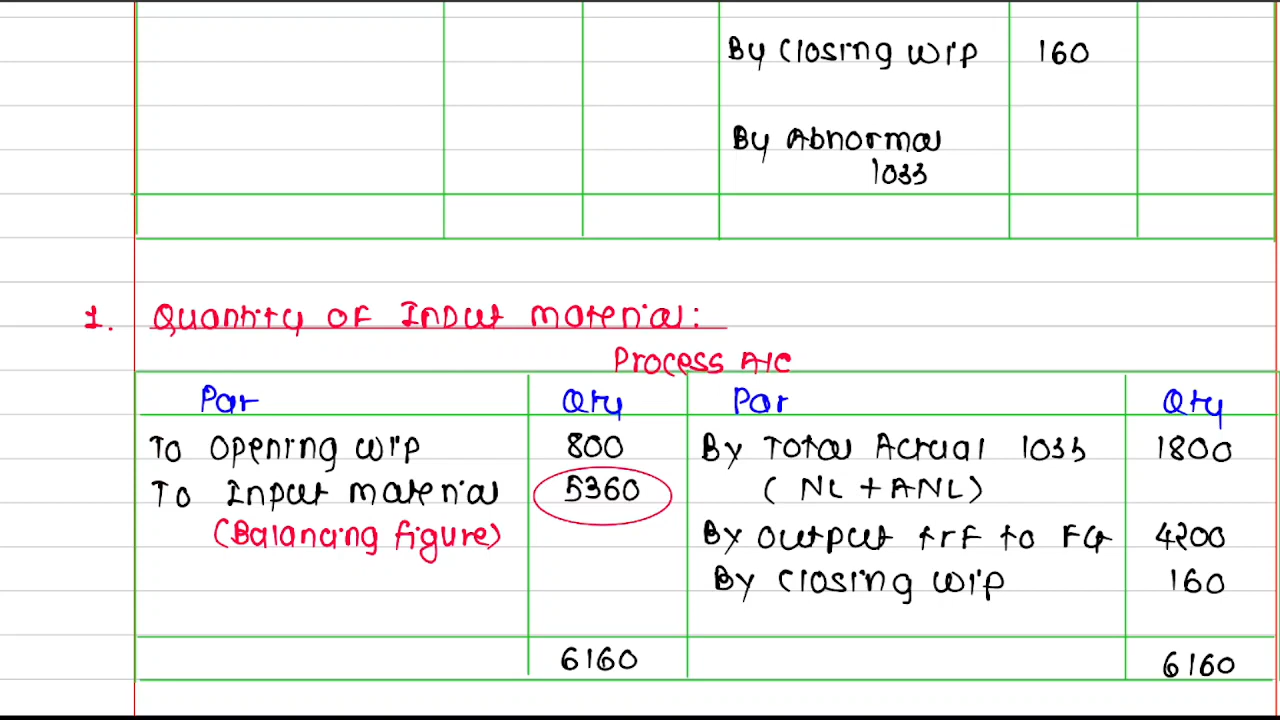 By Closing WIP 160
By Abnormal
loss
1. Quantity of Input Material:
Process A/C
Par Qty Par Qty
To Opening WIP 800 By Total Actual loss 1800
To Input Material 5360 (NL + ANL)
(Balancing figure) By Output trf to FG 4200
By Closing WIP 160
6160 6160